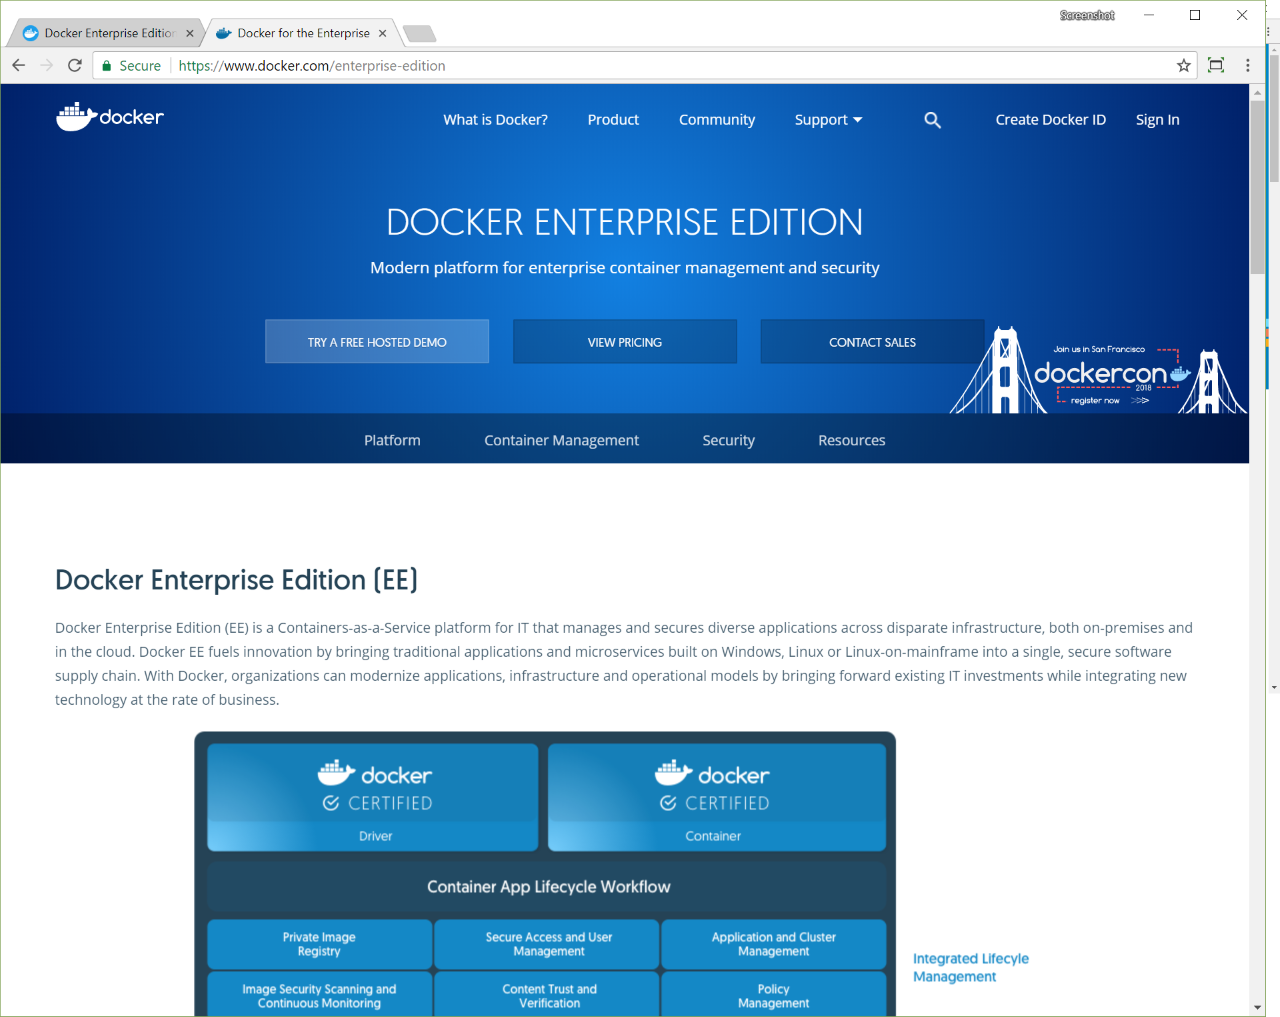 Screenshot
Docker Enterprise Edition
Docker for the Enterprise
Secure
https://www.docker.com/enterprise-edition
docker
What is Docker?
Product
Community
Support
Create Docker ID
Sign In
DOCKER ENTERPRISE EDITION
Modern platform for enterprise container management and security
TRY A FREE HOSTED DEMO
VIEW PRICING
CONTACT SALES
Join us in San Francisco
dockercon
2018
register now
Platform
Container Management
Security
Resources
Docker Enterprise Edition (EE)
Docker Enterprise Edition (EE) is a Containers-as-a-Service platform for IT that manages and secures diverse applications across disparate infrastructure, both on-premises and
in the cloud. Docker EE fuels innovation by bringing traditional applications and microservices built on Windows, Linux or Linux-on-mainframe into a single, secure software
supply chain. With Docker, organizations can modernize applications, infrastructure and operational models by bringing forward existing IT investments while integrating new
technology at the rate of business.
docker
CERTIFIED
Driver
docker
CERTIFIED
Container
Container App Lifecycle Workflow
Private Image
Registry
Secure Access and User
Management
Application and Cluster
Management
Integrated Lifecyle
Management
Image Security Scanning and
Continuous Monitoring
Content Trust and
Verification
Policy
Management